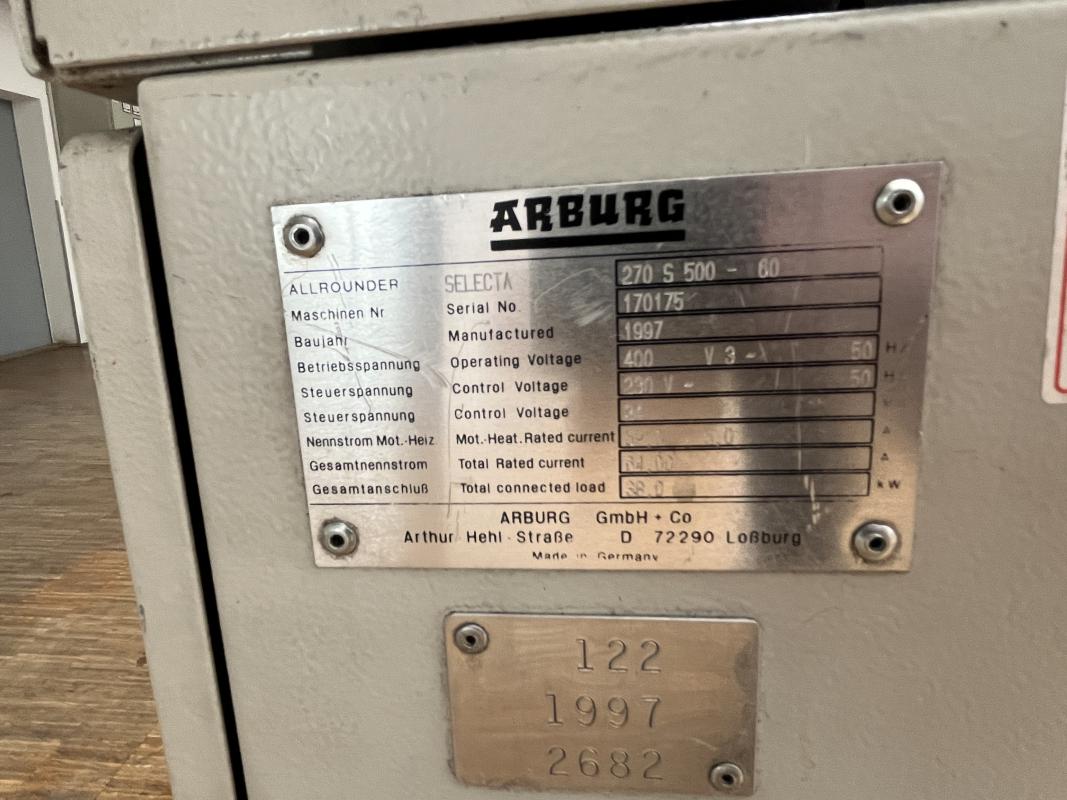 ARBURG
ALLROUNDER SELECTA 270 S 500 - 60
Maschinen Nr Serial No. 170175
Baujahr Manufactured 1997
Betriebsspannung Operating Voltage 400 V 3 ~ 50 Hz
Steuerspannung Control Voltage 230 V ~ 50 H
Steuerspannung Control Voltage V
Nennstrom Mot.-Heiz. Mot.-Heat. Rated current A
Gesamtnennstrom Total Rated current A
Gesamtanschluß Total connected load kW
ARBURG GmbH + Co
Arthur Hehl-Straße D 72290 Loßburg
Made in Germany
122
1997
2682